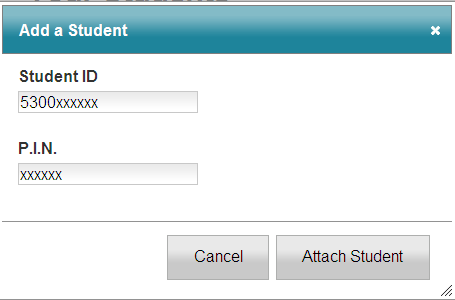 Add a Student
Student ID
5300xxxxxx
P.I.N.
xxxxxx
Cancel Attach Student